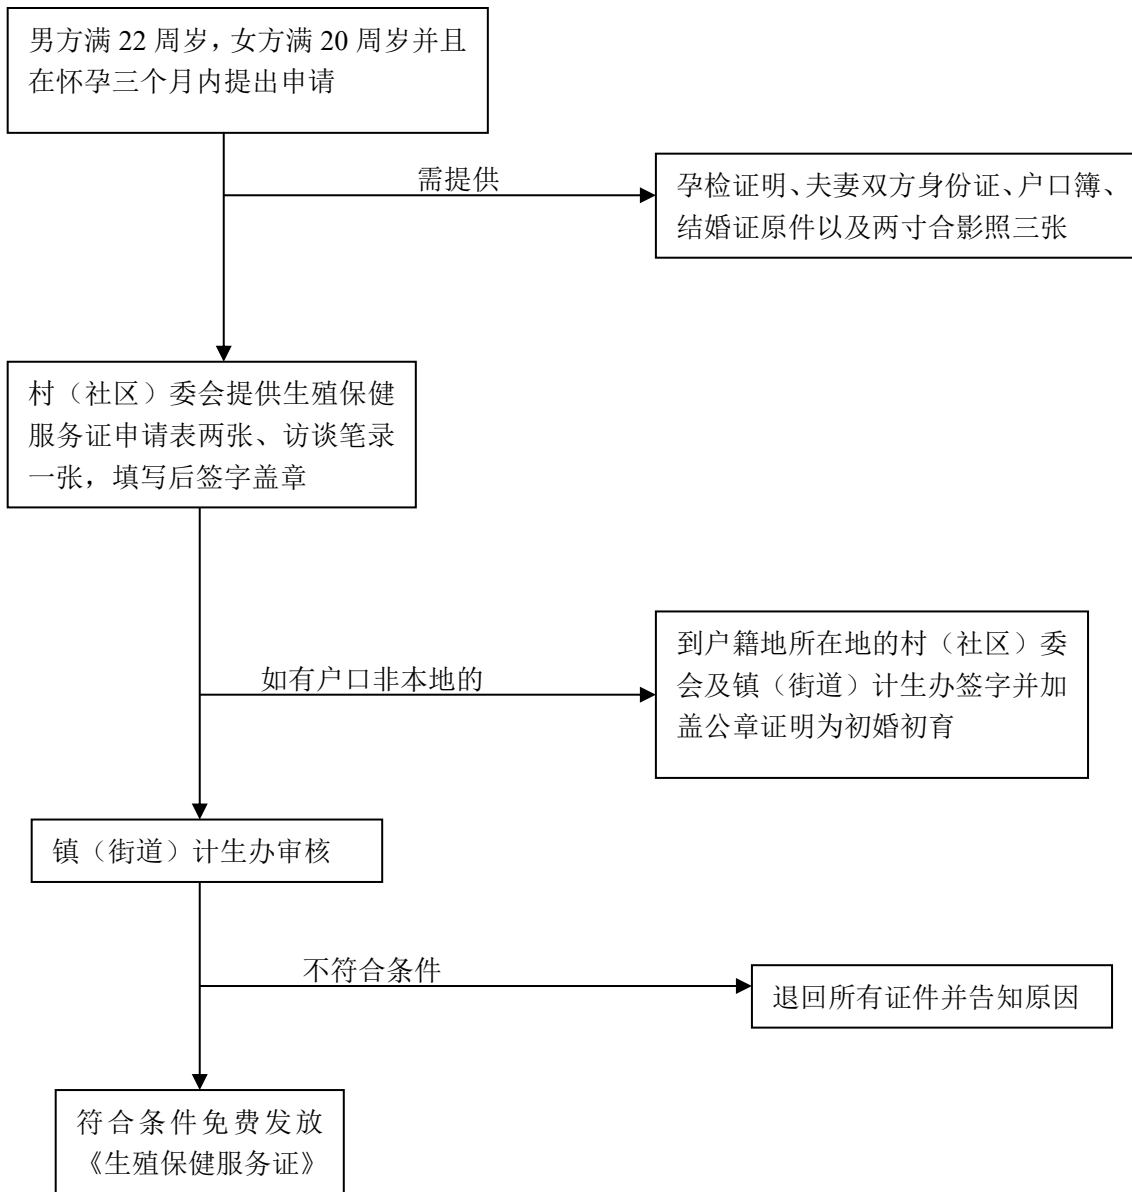 男方满 22 周岁，女方满 20 周岁并且
在怀孕三个月内提出申请
需提供
孕检证明、夫妻双方身份证、户口簿、
结婚证原件以及两寸合影照三张
村（社区）委会提供生殖保健
服务证申请表两张、访谈笔录
一张，填写后签字盖章
如有户口非本地的
到户籍地所在地的村（社区）委
会及镇（街道）计生办签字并加
盖公章证明为初婚初育
镇（街道）计生办审核
不符合条件
退回所有证件并告知原因
符合条件免费发放
《生殖保健服务证》